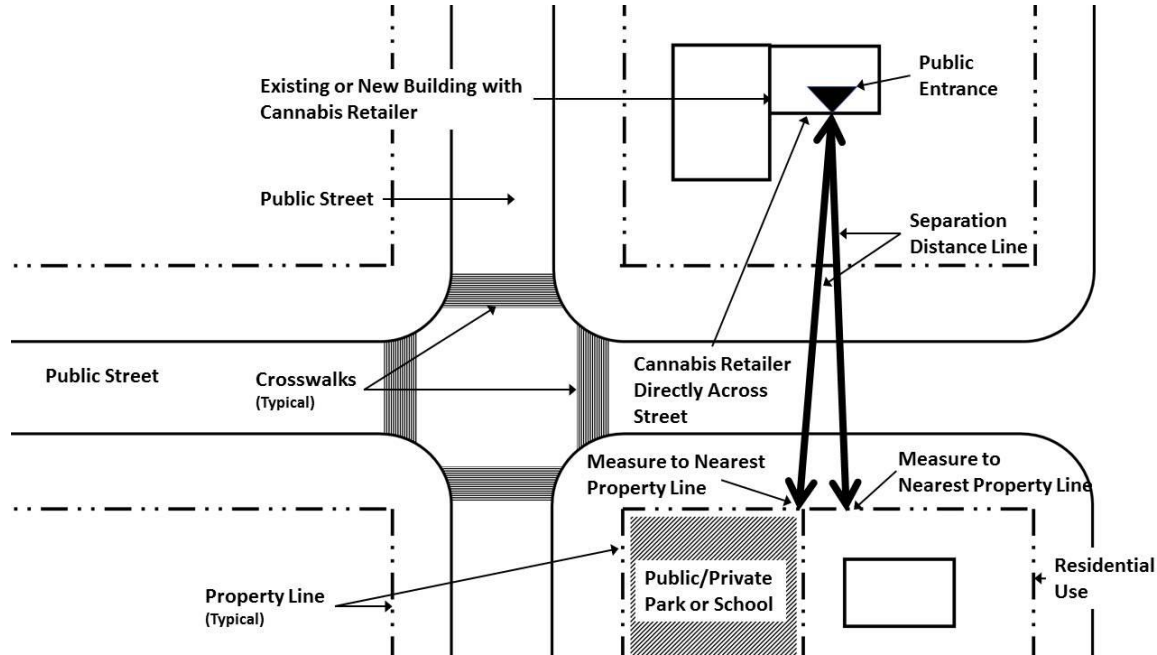 Existing or New Building with
Cannabis Retailer
Public
Entrance
Public Street
Separation
Distance Line
Public Street
Crosswalks
(Typical)
Cannabis Retailer
Directly Across
Street
Measure to Nearest
Property Line
Measure to
Nearest Property Line
Property Line
(Typical)
Public/Private
Park or School
Residential
Use